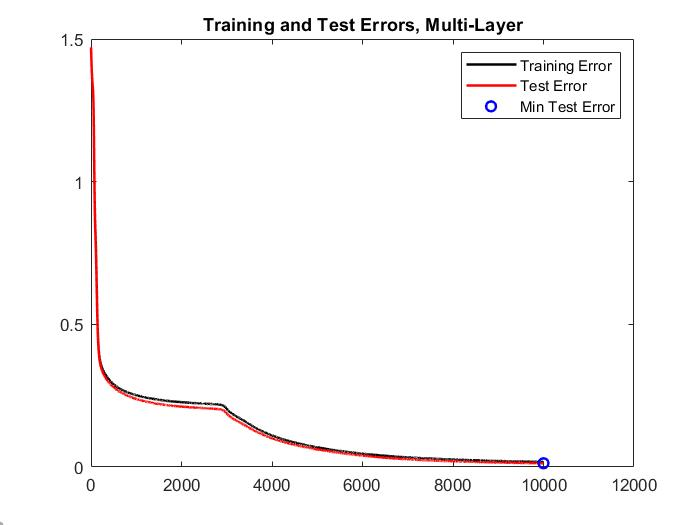 Training and Test Errors, Multi-Layer
1.5
Training Error
Test Error
Min Test Error
1
0.5
0
0 2000 4000 6000 8000 10000 12000